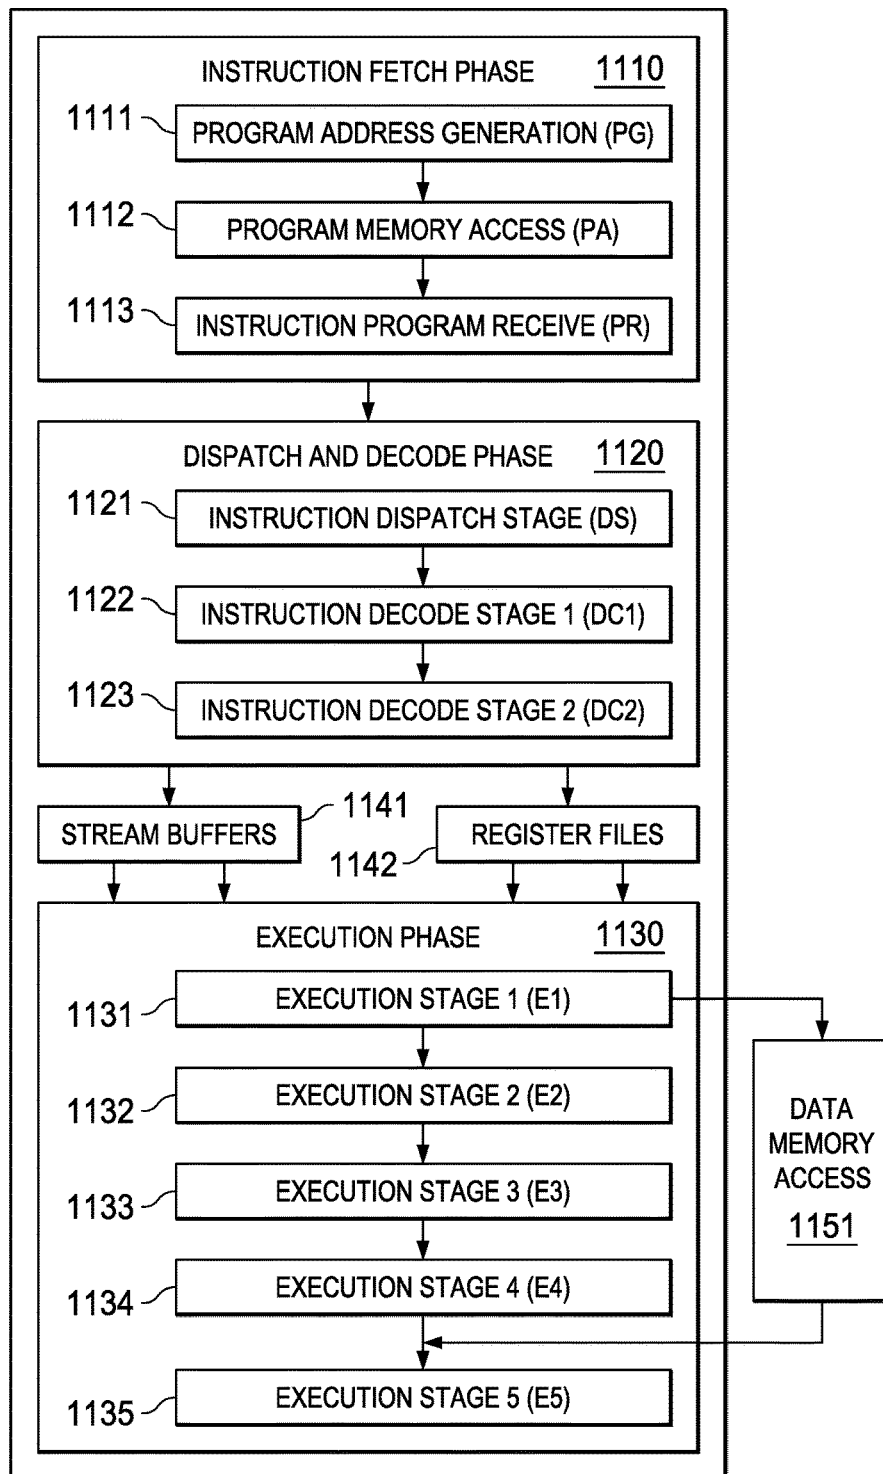 INSTRUCTION FETCH PHASE 1110
1111 PROGRAM ADDRESS GENERATION (PG)
1112 PROGRAM MEMORY ACCESS (PA)
1113 INSTRUCTION PROGRAM RECEIVE (PR)
DISPATCH AND DECODE PHASE 1120
1121 INSTRUCTION DISPATCH STAGE (DS)
1122 INSTRUCTION DECODE STAGE 1 (DC1)
1123 INSTRUCTION DECODE STAGE 2 (DC2)
STREAM BUFFERS 1141
1142 REGISTER FILES
EXECUTION PHASE 1130
1131 EXECUTION STAGE 1 (E1)
1132 EXECUTION STAGE 2 (E2)
1133 EXECUTION STAGE 3 (E3)
1134 EXECUTION STAGE 4 (E4)
1135 EXECUTION STAGE 5 (E5)
DATA
MEMORY
ACCESS
1151